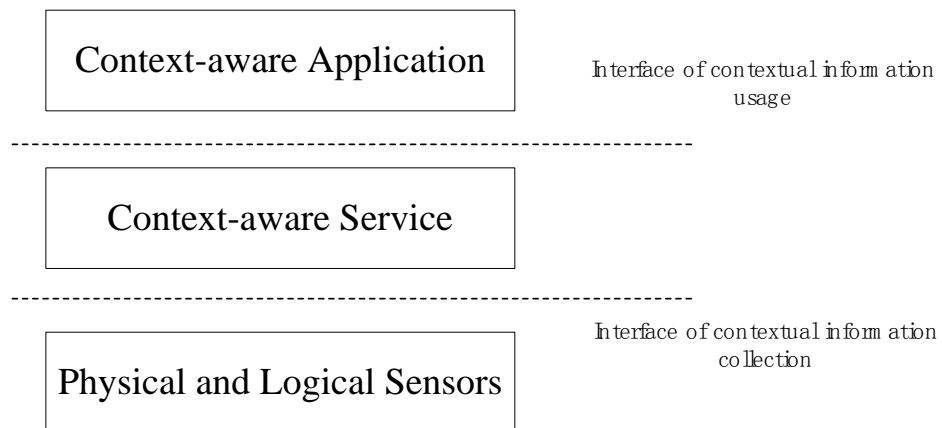 Context-aware Application
Interface of contextual information
usage
Context-aware Service
Interface of contextual information
collection
Physical and Logical Sensors